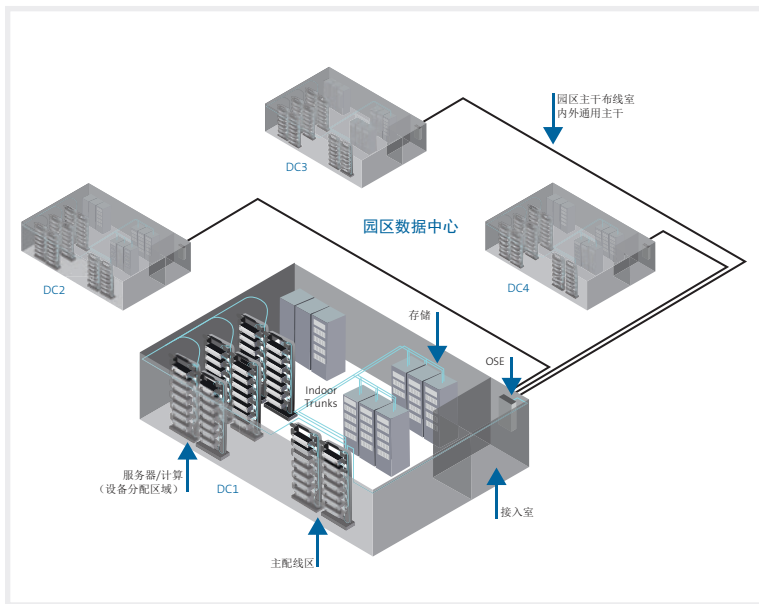 园区主干布线室
内外通用主干
DC3
园区数据中心
DC2
DC4
存储
OSE
Indoor
Trunks
服务器/计算
（设备分配区域）
DC1
接入室
主配线区